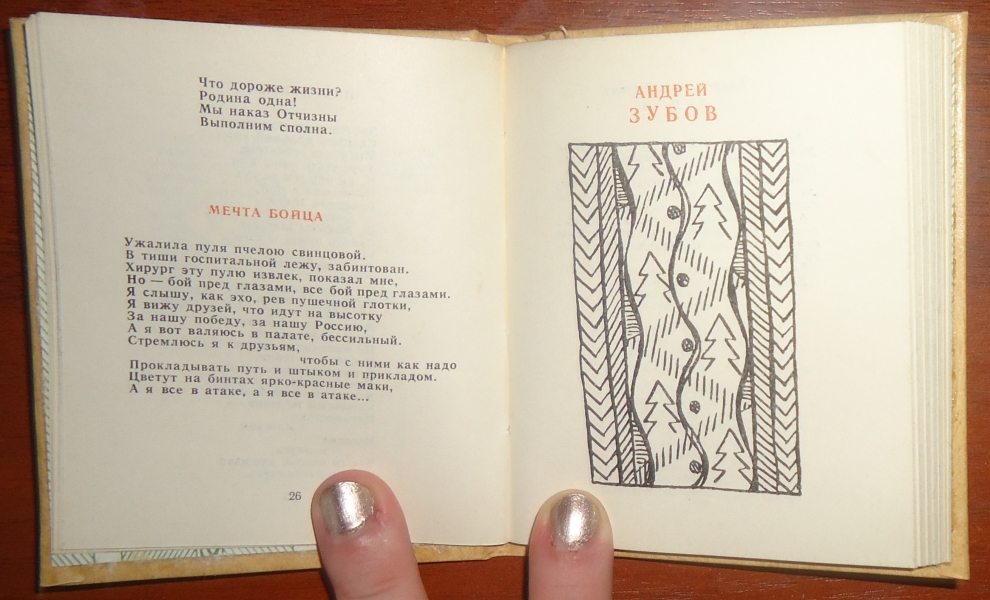 Что дороже жизни?
Родина одна!
Мы наказ Отчизны
Выполним сполна.
МЕЧТА БОЙЦА
Ужалила пуля пчелою свинцовой.
В тиши госпитальной лежу, забинтован.
Хирург эту пулю извлек, показал мне,
Но — бой пред глазами, все бой пред глазами.
Я слышу, как эхо, рев пушечной глотки,
Я вижу друзей, что идут на высотку
За нашу победу, за нашу Россию,
А я вот валяюсь в палате, бессильный.
Стремлюсь я к друзьям,
чтобы с ними как надо
Прокладывать путь и штыком и прикладом.
Цветут на бинтах ярко-красные маки,
А я все в атаке, а я все в атаке...
26
АНДРЕЙ
ЗУБОВ